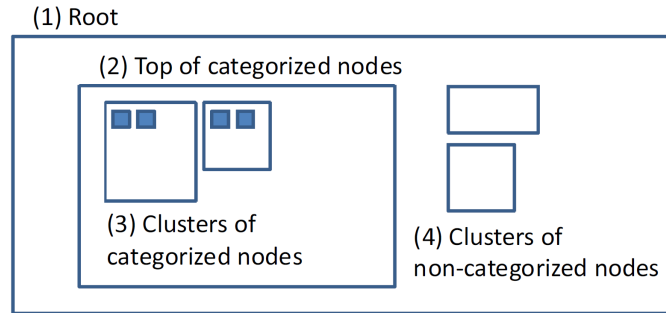 (1) Root
(2) Top of categorized nodes
(3) Clusters of
categorized nodes
(4) Clusters of
non-categorized nodes